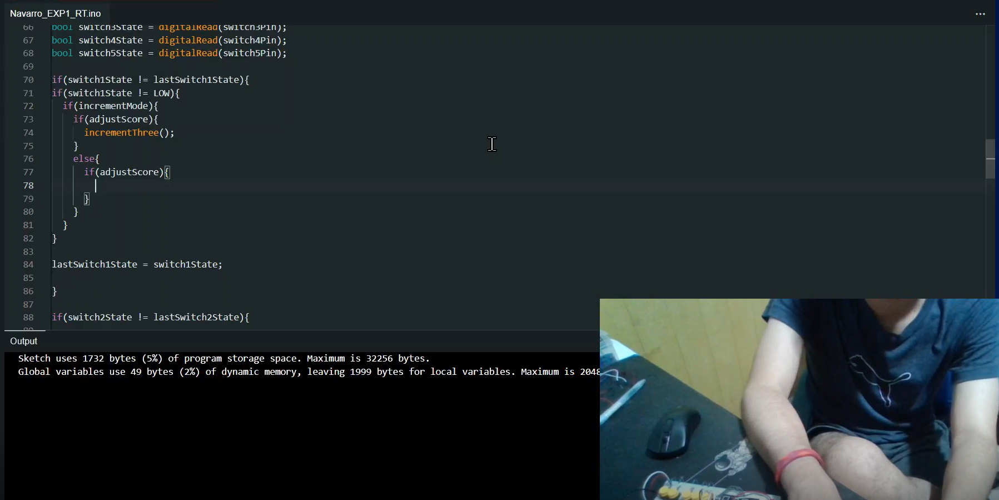 Navarro_EXP1_RT.ino
66 bool switch3State = digitalRead(switch3Pin);
67 bool switch4State = digitalRead(switch4Pin);
68 bool switch5State = digitalRead(switch5Pin);
69
70 if(switch1State != lastSwitch1State){
71 if(switch1State != LOW){
72 if(incrementMode){
73 if(adjustScore){
74 incrementThree();
75 }
76 else{
77 if(adjustScore){
78
79 }
80 }
81 }
82 }
83
84 lastSwitch1State = switch1State;
85
86 }
87
88 if(switch2State != lastSwitch2State){
Output
Sketch uses 1732 bytes (5%) of program storage space. Maximum is 32256 bytes.
Global variables use 49 bytes (2%) of dynamic memory, leaving 1999 bytes for local variables. Maximum is 2048